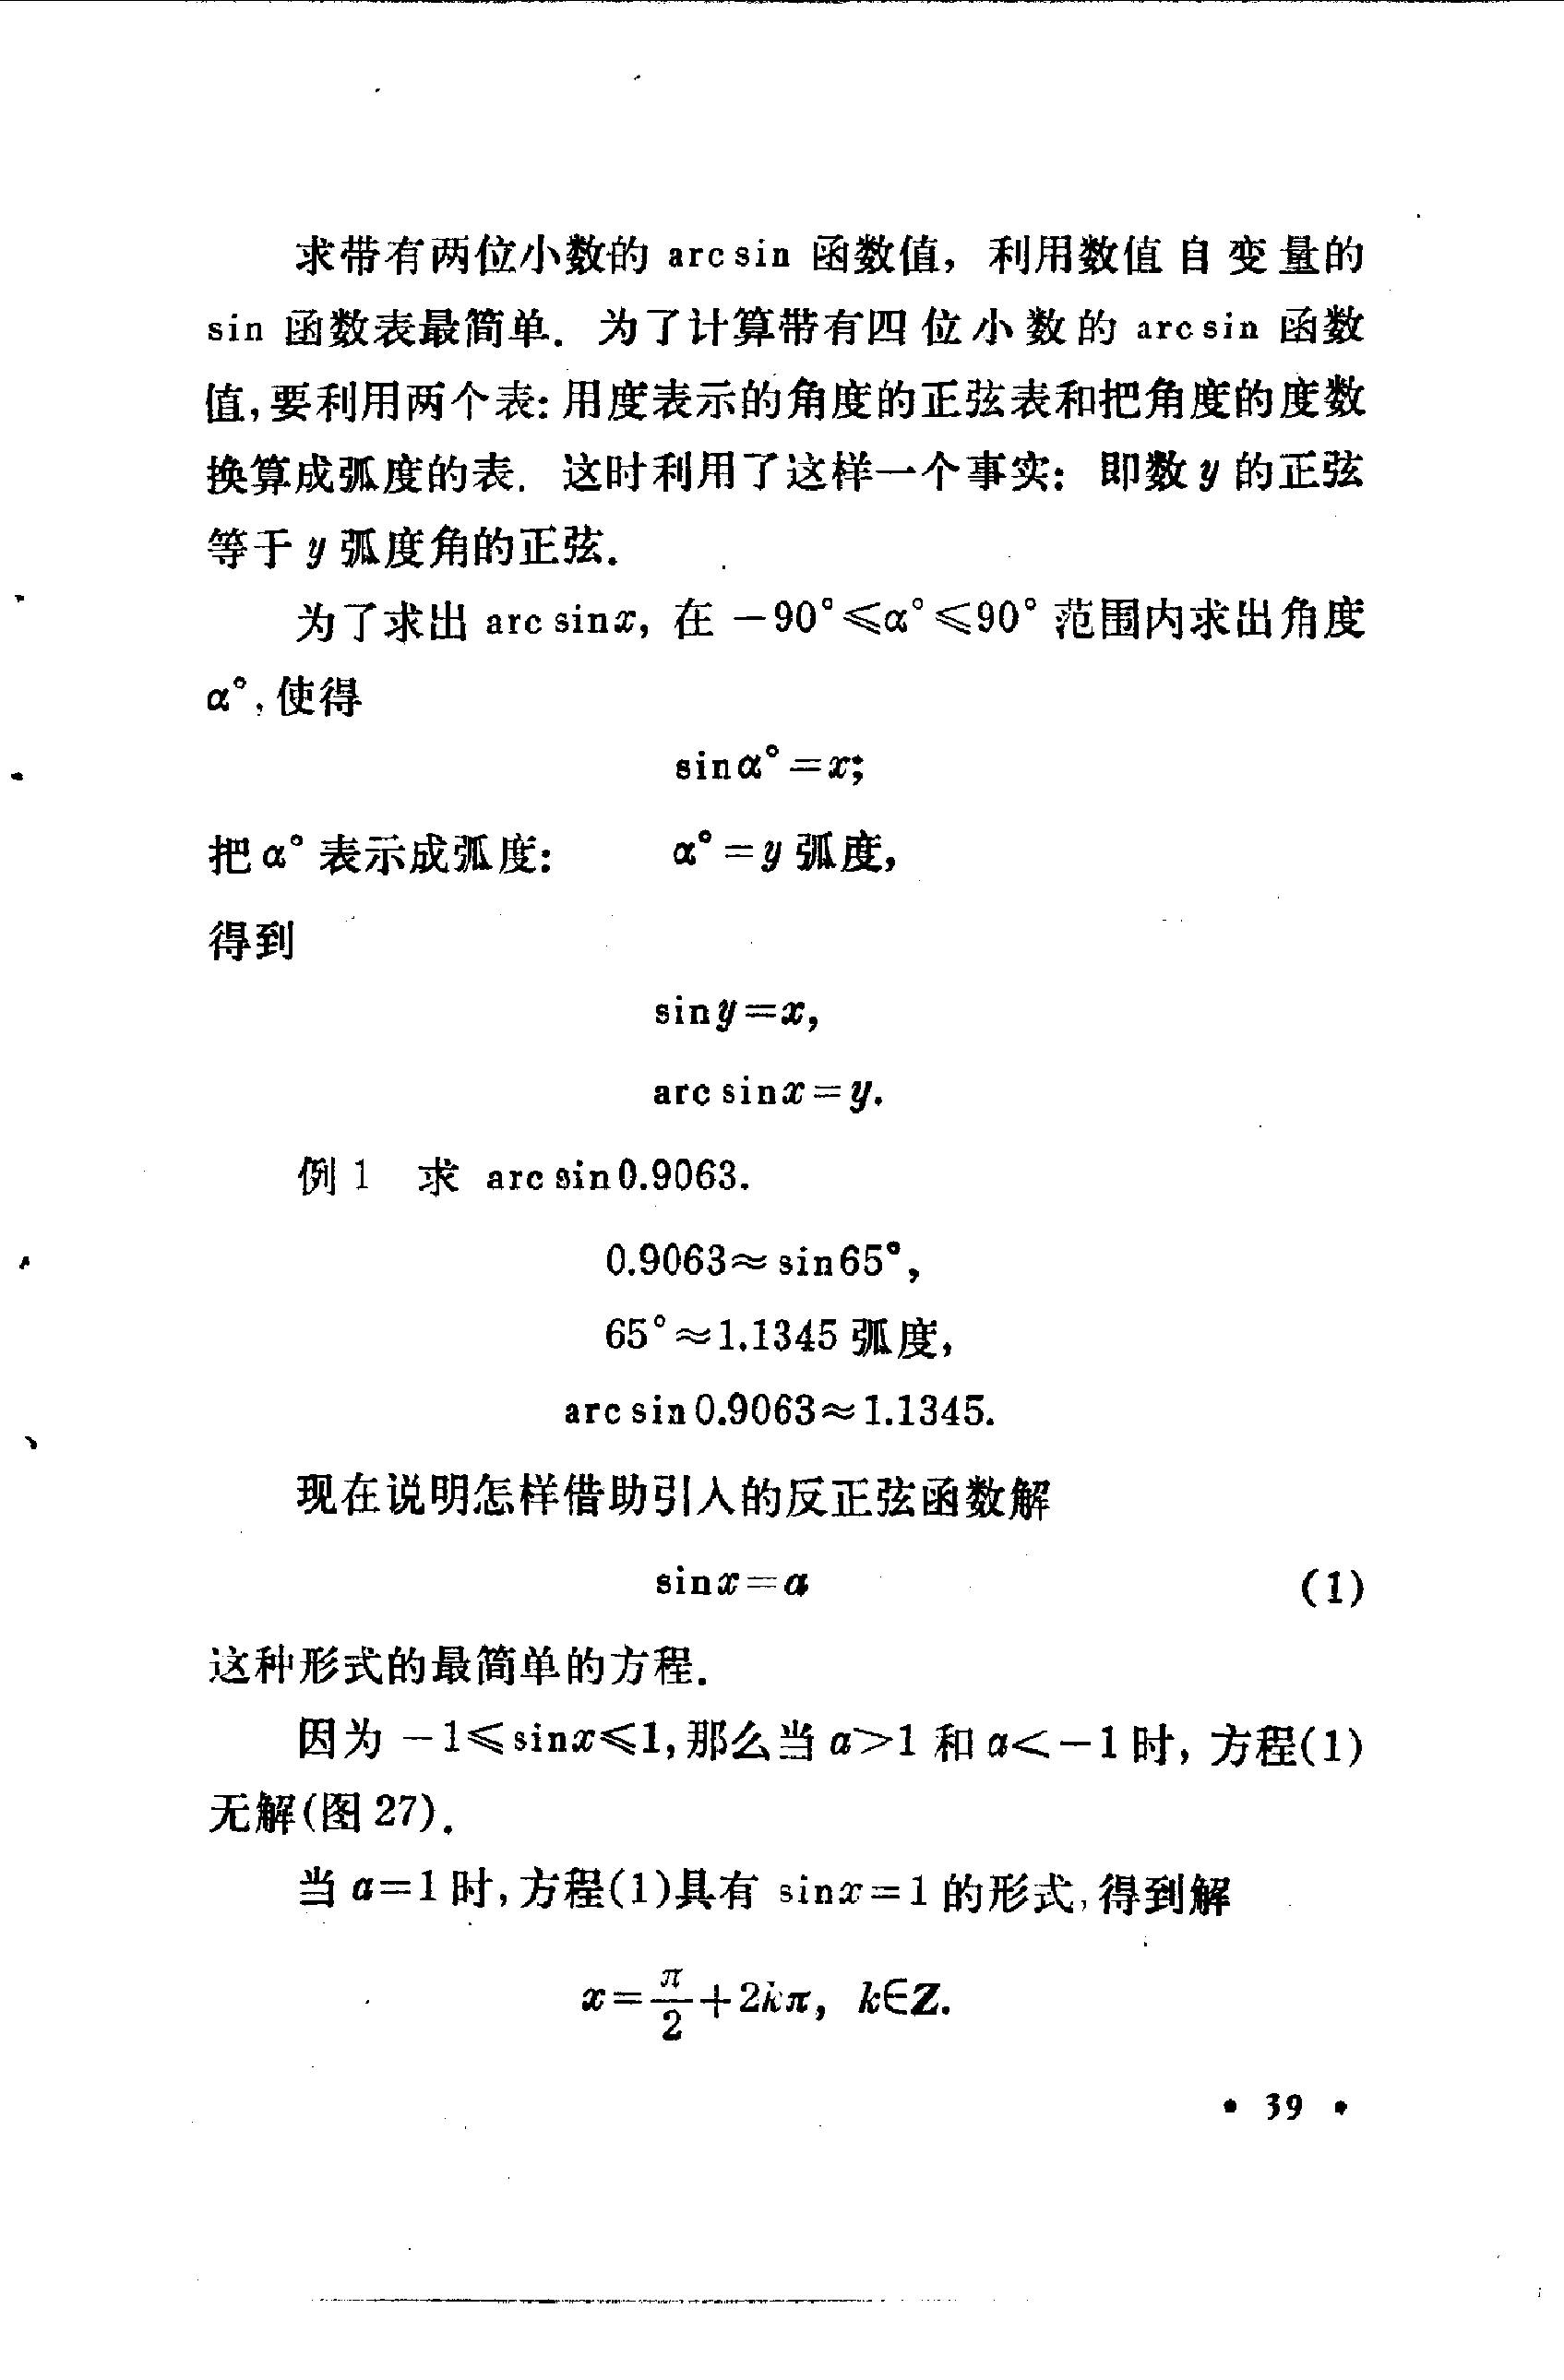 求带有两位小数的 arc sin 函数值，利用数值自变量的
sin 函数表最简单．为了计算带有四位小数的 arc sin 函数
值，要利用两个表：用度表示的角度的正弦表和把角度的度数
换算成弧度的表．这时利用了这样一个事实：即数 y 的正弦
等于 y 弧度角的正弦．
为了求出 arc sinx，在 －90°≤α°≤90° 范围内求出角度
α°，使得
sinα°＝x；
把 α° 表示成弧度： α°＝y 弧度，
得到
siny＝x，
arc sinx＝y．
例 1 求 arc sin0.9063．
0.9063≈sin65°，
65°≈1.1345 弧度，
arc sin0.9063≈1.1345．
现在说明怎样借助引入的反正弦函数解
sinx＝a (1)
这种形式的最简单的方程．
因为 －1≤sinx≤1，那么当 a>1 和 a<－1 时，方程(1)
无解(图 27)．
当 a＝1 时，方程(1)具有 sinx＝1 的形式，得到解
x＝π/2＋2kπ，k∈Z．
• 39 •